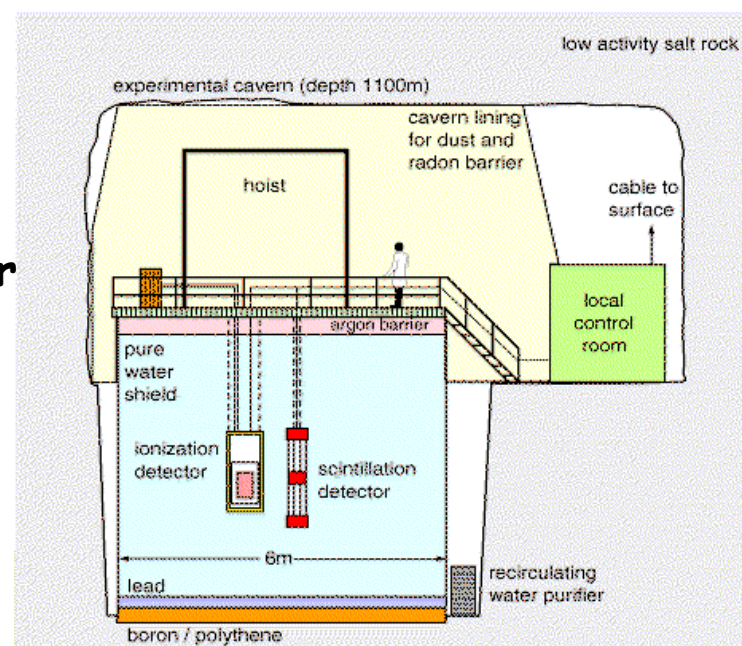 low activity salt rock
experimental cavern (depth 1100m)
cavern lining
for dust and
radon barrier
hoist
cable to
surface
r
local
control
room
argon barrier
pure
water
shield
ionization
detector
scintillation
detector
6m
recirculating
water purifier
lead
boron / polythene